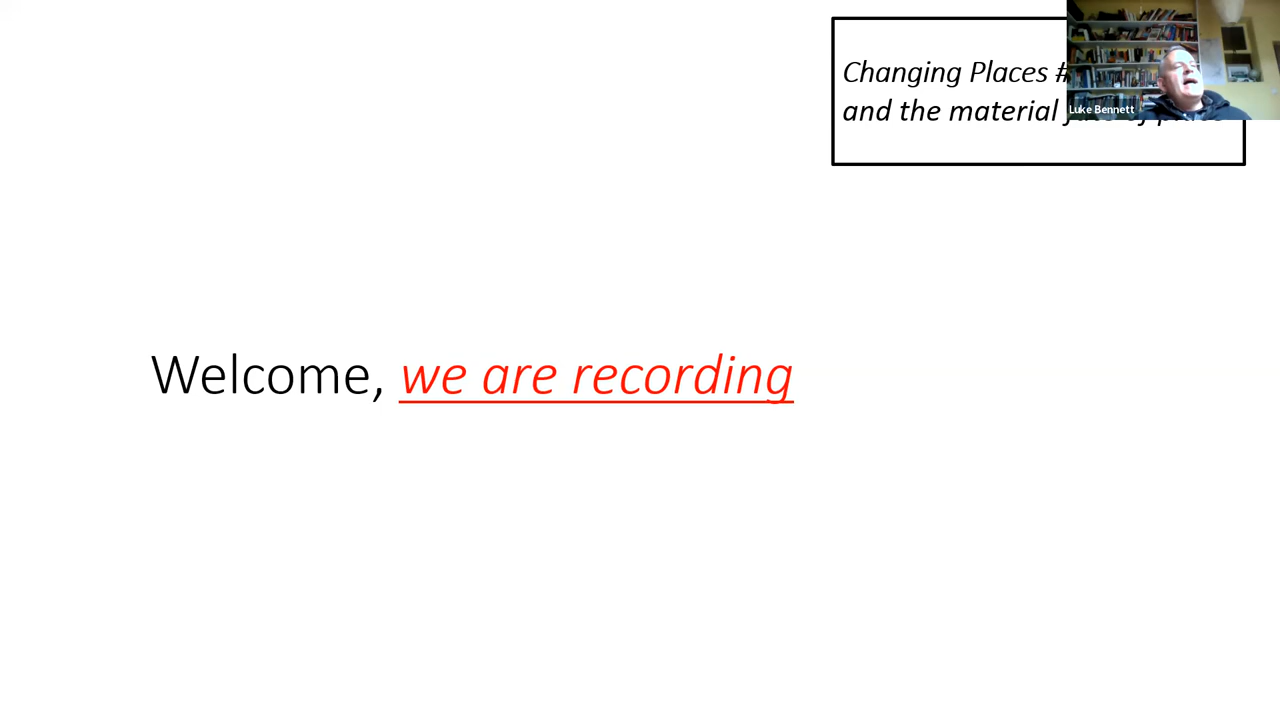 Changing Places #
and the material
Luke Bennett
Welcome, we are recording